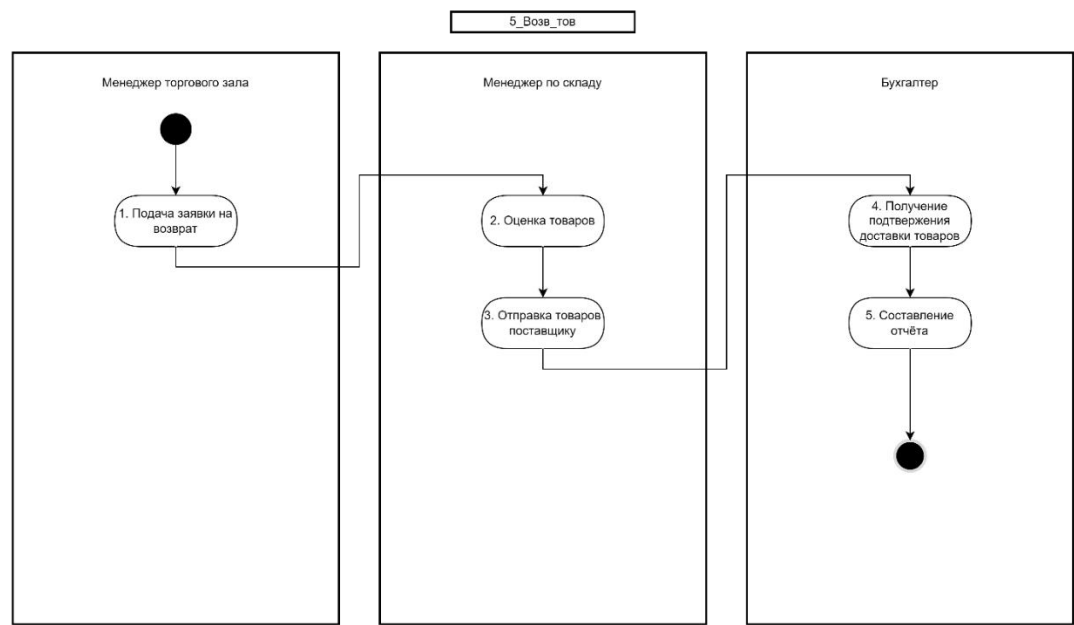 5_Возв_тов
Менеджер торгового зала
Менеджер по складу
Бухгалтер
1. Подача заявки на
возврат
2. Оценка товаров
3. Отправка товаров
поставщику
4. Получение
подтвержения
доставки товаров
5. Составление
отчёта